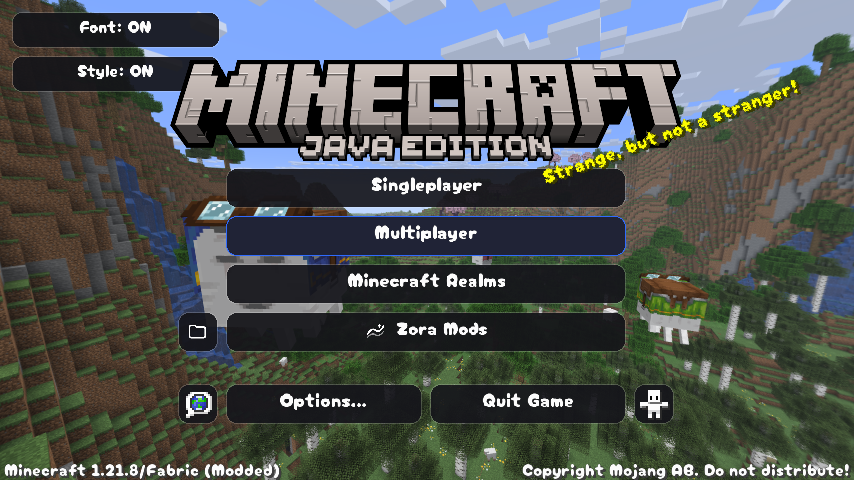 Font: ON
Style: ON
MINECRAFT
JAVA EDITION
Strange, but not a stranger!
Singleplayer
Multiplayer
Minecraft Realms
Zora Mods
Options...
Quit Game
Minecraft 1.21.8/Fabric (Modded)
Copyright Mojang AB. Do not distribute!